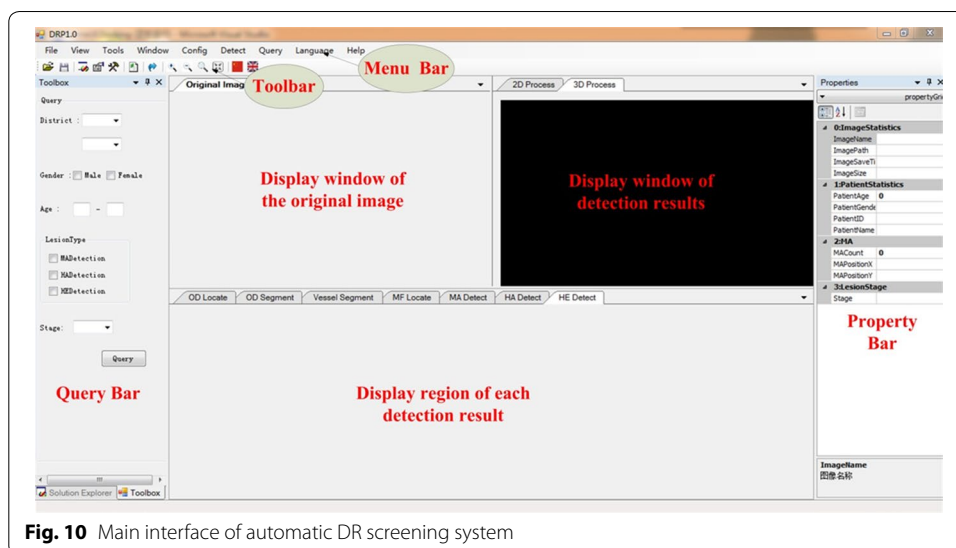 DRP1.0
File View Tools Window Config Detect Query Language Help
Menu Bar
Toolbar
Toolbox
Query
District :
Gender : Male Female
Age : -
LesionType
MADetection
HADetection
HEDetection
Stage:
Query
Query Bar
Solution Explorer Toolbox
Original Imag
Display window of
the original image
2D Process 3D Process
Display window of
detection results
OD Locate OD Segment Vessel Segment MF Locate MA Detect HA Detect HE Detect
Display region of each
detection result
Properties
propertyGri
0:ImageStatistics
ImageName
ImagePath
ImageSaveTi
ImageSize
1:PatientStatistics
PatientAge 0
PatientGende
PatientID
PatientName
2:MA
MACount 0
MAPositionX
MAPositionY
3:LesionStage
Stage
Property
Bar
ImageName
图像名称
Fig. 10 Main interface of automatic DR screening system